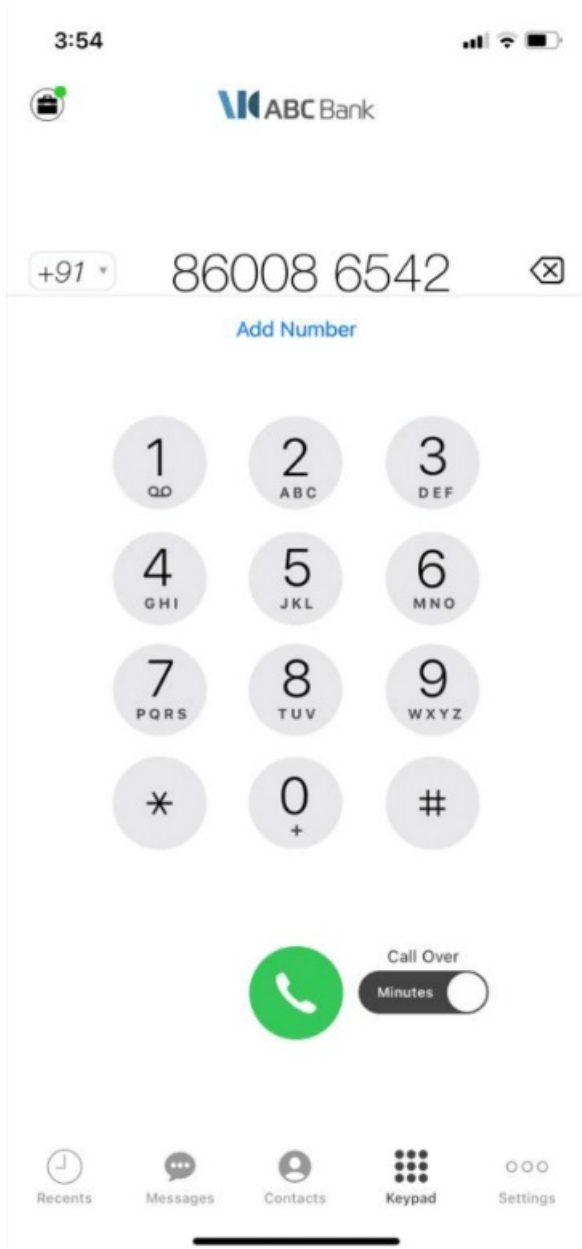 3:54
ABC Bank
+91 86008 6542
Add Number
1 2 3
ABC DEF
4 5 6
GHI JKL MNO
7 8 9
PQRS TUV WXYZ
* 0 #
+
Call Over
Minutes
Recents Messages Contacts Keypad Settings